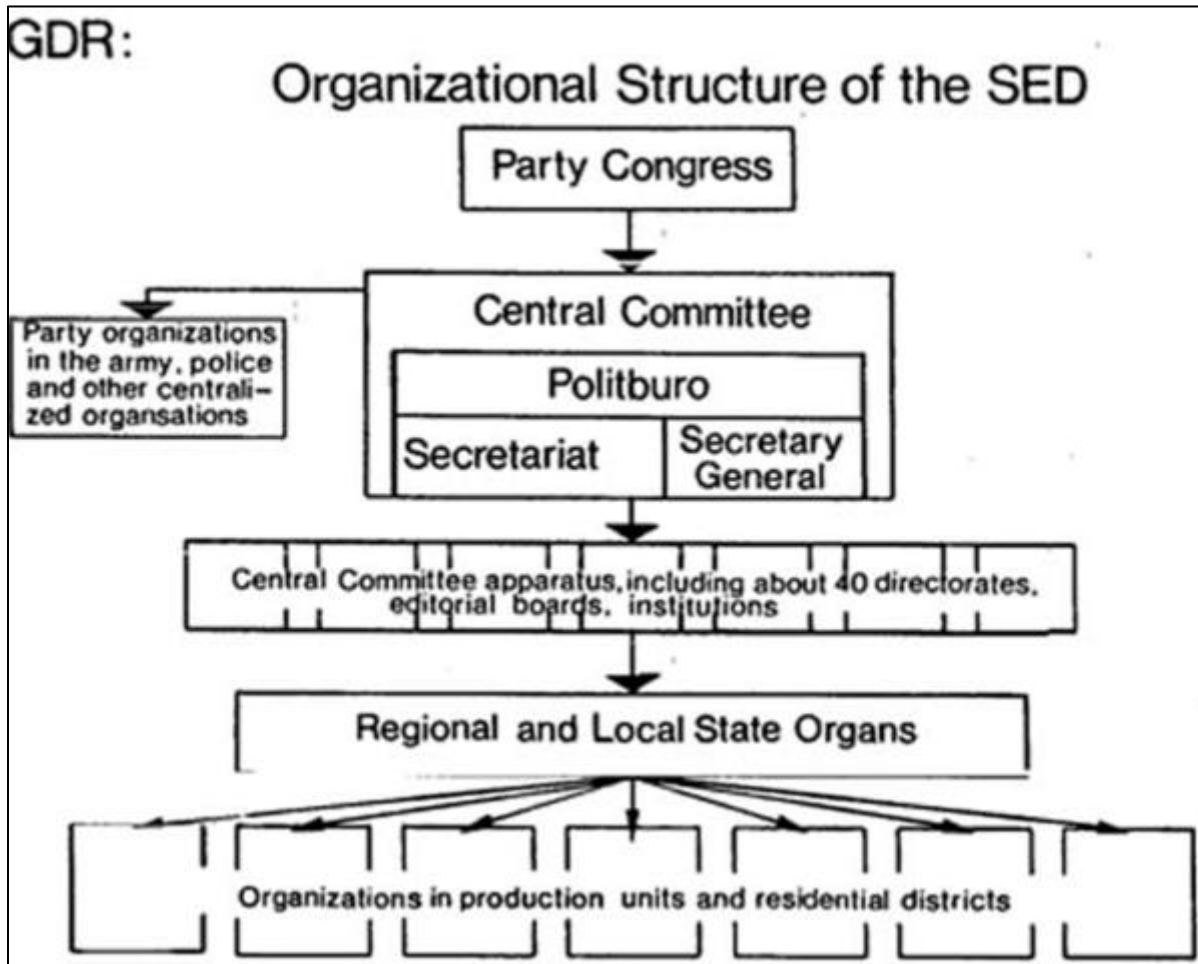 GDR:
Organizational Structure of the SED
Party Congress
Central Committee
Party organizations
in the army, police
and other centrali-
zed organsations
Politburo
Secretariat
Secretary
General
Central Committee apparatus, including about 40 directorates,
editorial boards, institutions
Regional and Local State Organs
Organizations in production units and residential districts